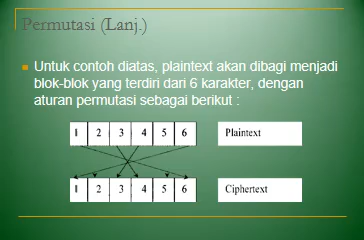 Permutasi (Lanj.)
Untuk contoh diatas, plaintext akan dibagi menjadi
blok-blok yang terdiri dari 6 karakter, dengan
aturan permutasi sebagai berikut :
1 2 3 4 5 6 Plaintext
1 2 3 4 5 6 Ciphertext